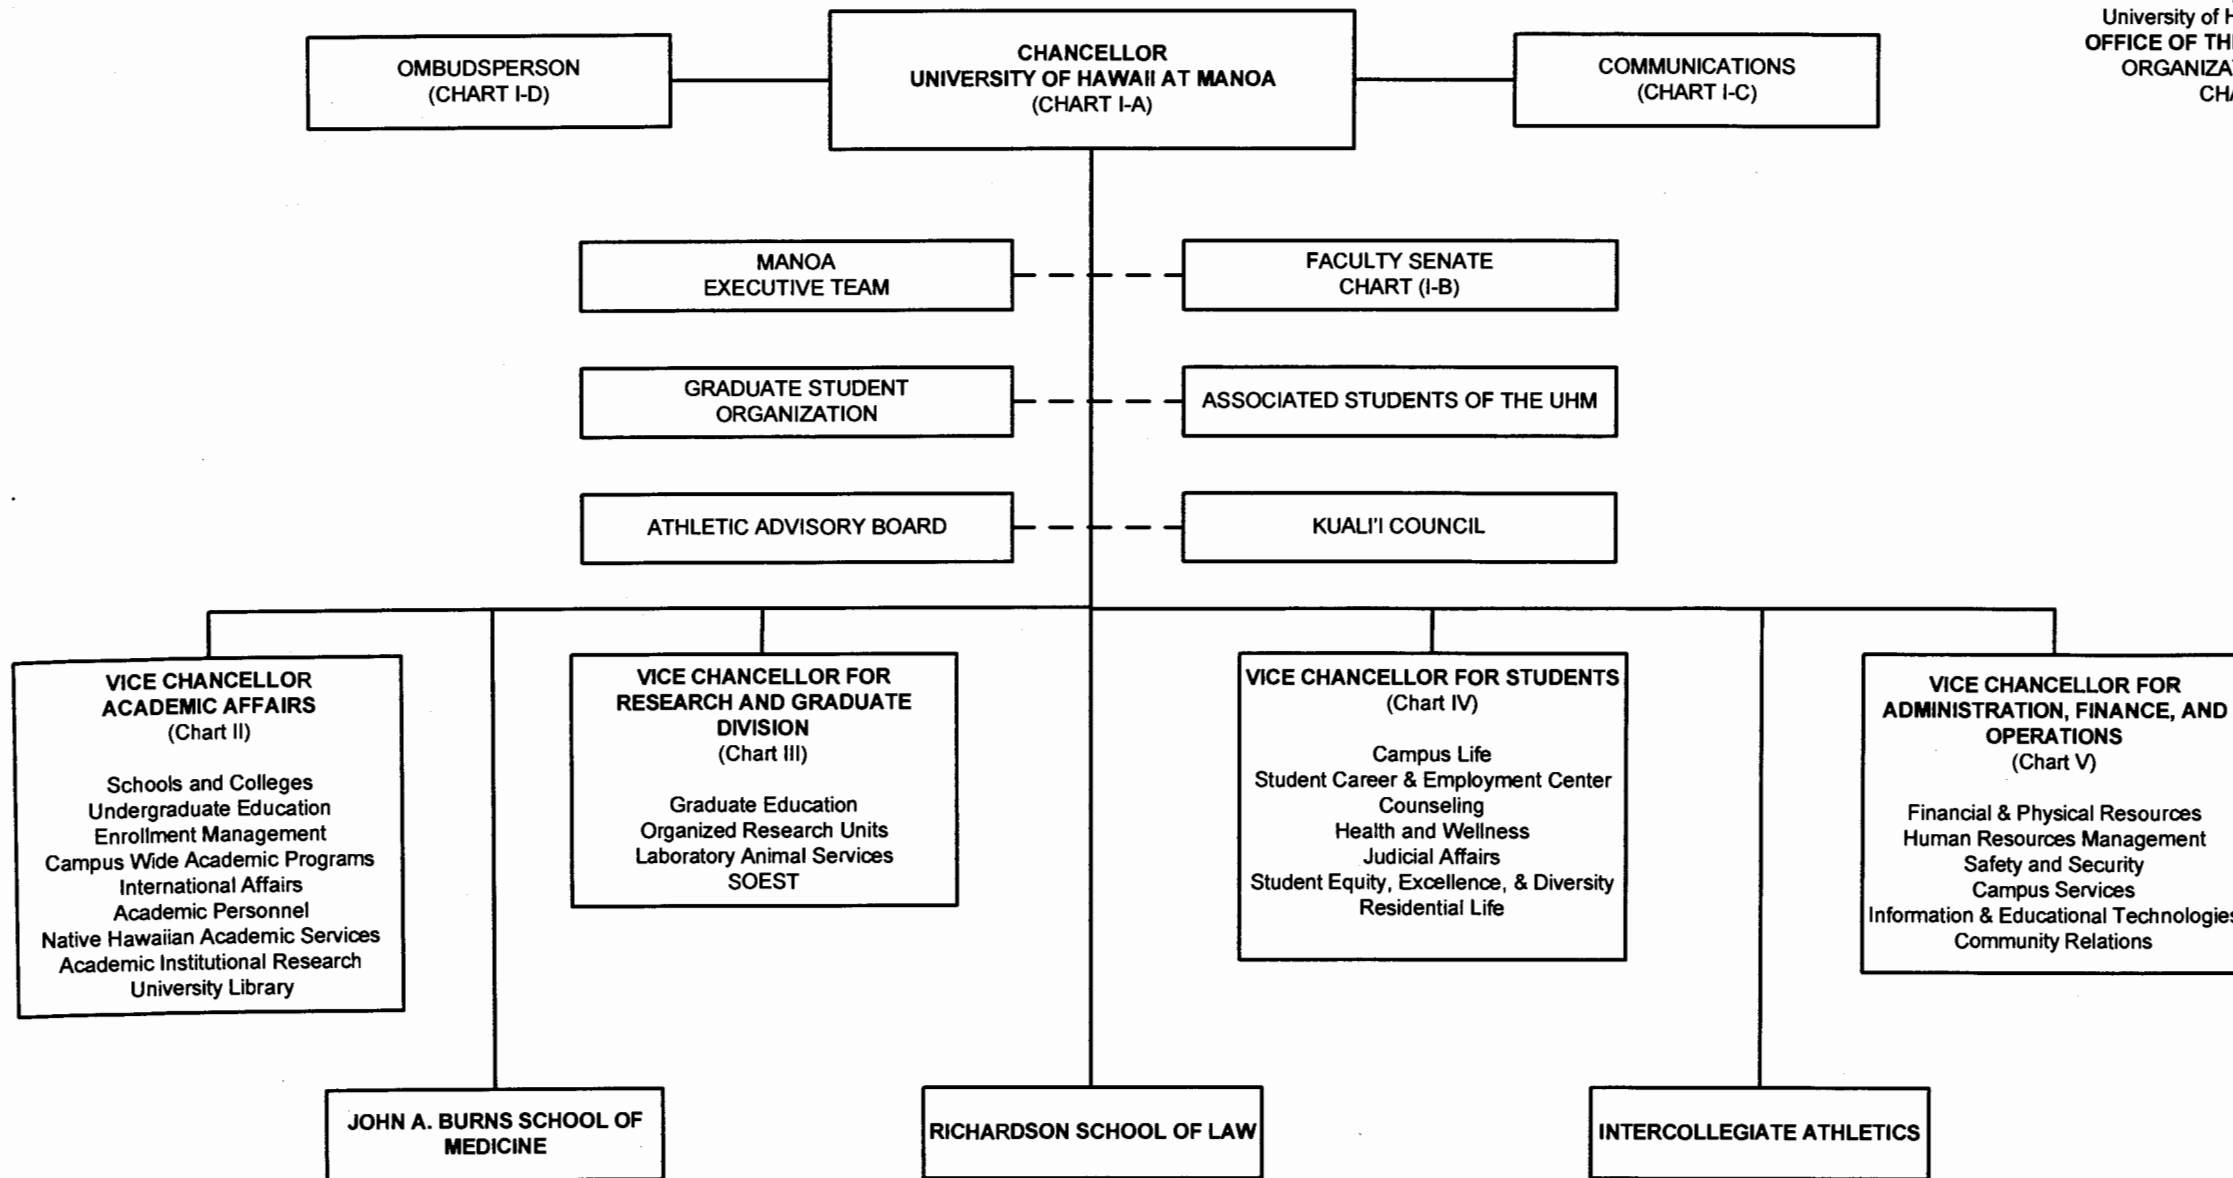 University of H
OFFICE OF TH
ORGANIZAT
CHA
OMBUDSPERSON
(CHART I-D)
CHANCELLOR
UNIVERSITY OF HAWAII AT MANOA
(CHART I-A)
COMMUNICATIONS
(CHART I-C)
MANOA
EXECUTIVE TEAM
FACULTY SENATE
CHART (I-B)
GRADUATE STUDENT
ORGANIZATION
ASSOCIATED STUDENTS OF THE UHM
ATHLETIC ADVISORY BOARD
KUALI'I COUNCIL
VICE CHANCELLOR
ACADEMIC AFFAIRS
(Chart II)
Schools and Colleges
Undergraduate Education
Enrollment Management
Campus Wide Academic Programs
International Affairs
Academic Personnel
Native Hawaiian Academic Services
Academic Institutional Research
University Library
VICE CHANCELLOR FOR
RESEARCH AND GRADUATE
DIVISION
(Chart III)
Graduate Education
Organized Research Units
Laboratory Animal Services
SOEST
VICE CHANCELLOR FOR STUDENTS
(Chart IV)
Campus Life
Student Career & Employment Center
Counseling
Health and Wellness
Judicial Affairs
Student Equity, Excellence, & Diversity
Residential Life
VICE CHANCELLOR FOR
ADMINISTRATION, FINANCE, AND
OPERATIONS
(Chart V)
Financial & Physical Resources
Human Resources Management
Safety and Security
Campus Services
Information & Educational Technologies
Community Relations
JOHN A. BURNS SCHOOL OF
MEDICINE
RICHARDSON SCHOOL OF LAW
INTERCOLLEGIATE ATHLETICS